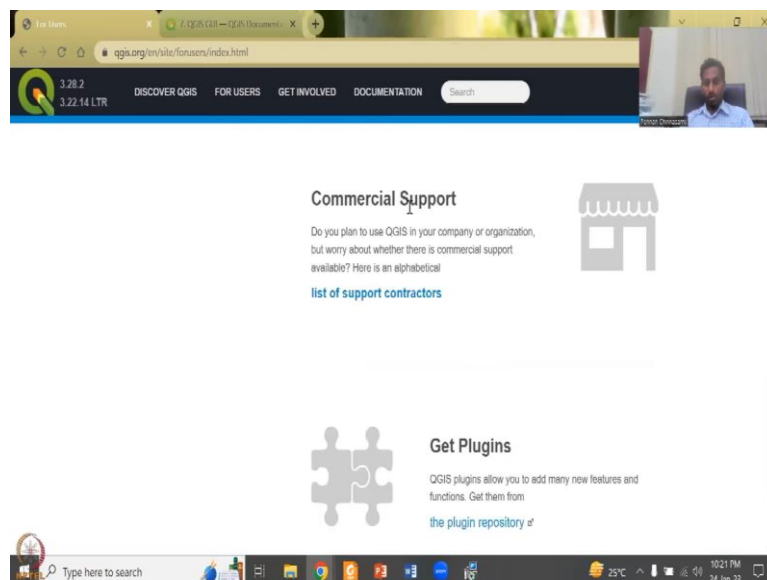 For Users
7. QGIS GUI — QGIS Documenta
qgis.org/en/site/forusers/index.html
3.28.2
3.22.14 LTR
DISCOVER QGIS
FOR USERS
GET INVOLVED
DOCUMENTATION
Search
Commercial Support
Do you plan to use QGIS in your company or organization,
but worry about whether there is commercial support
available? Here is an alphabetical
list of support contractors
Get Plugins
QGIS plugins allow you to add many new features and
functions. Get them from
the plugin repository
Type here to search
25°C
10:21 PM